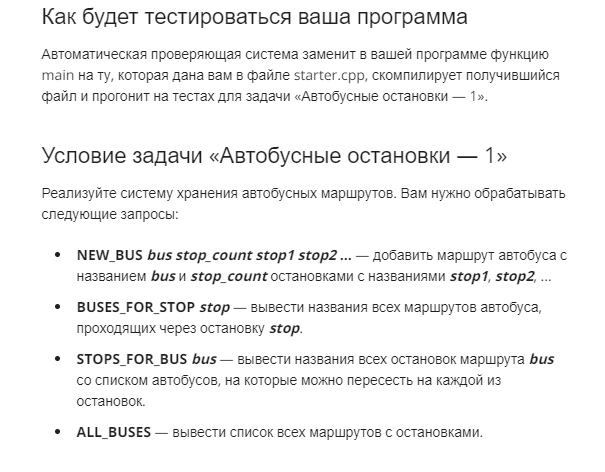 Как будет тестироваться ваша программа
Автоматическая проверяющая система заменит в вашей программе функцию
main на ту, которая дана вам в файле starter.cpp, скомпилирует получившийся
файл и прогонит на тестах для задачи «Автобусные остановки — 1».
Условие задачи «Автобусные остановки — 1»
Реализуйте систему хранения автобусных маршрутов. Вам нужно обрабатывать
следующие запросы:
• NEW_BUS bus stop_count stop1 stop2 ... — добавить маршрут автобуса с
названием bus и stop_count остановками с названиями stop1, stop2, ...
• BUSES_FOR_STOP stop — вывести названия всех маршрутов автобуса,
проходящих через остановку stop.
• STOPS_FOR_BUS bus — вывести названия всех остановок маршрута bus
со списком автобусов, на которые можно пересесть на каждой из
остановок.
• ALL_BUSES — вывести список всех маршрутов с остановками.